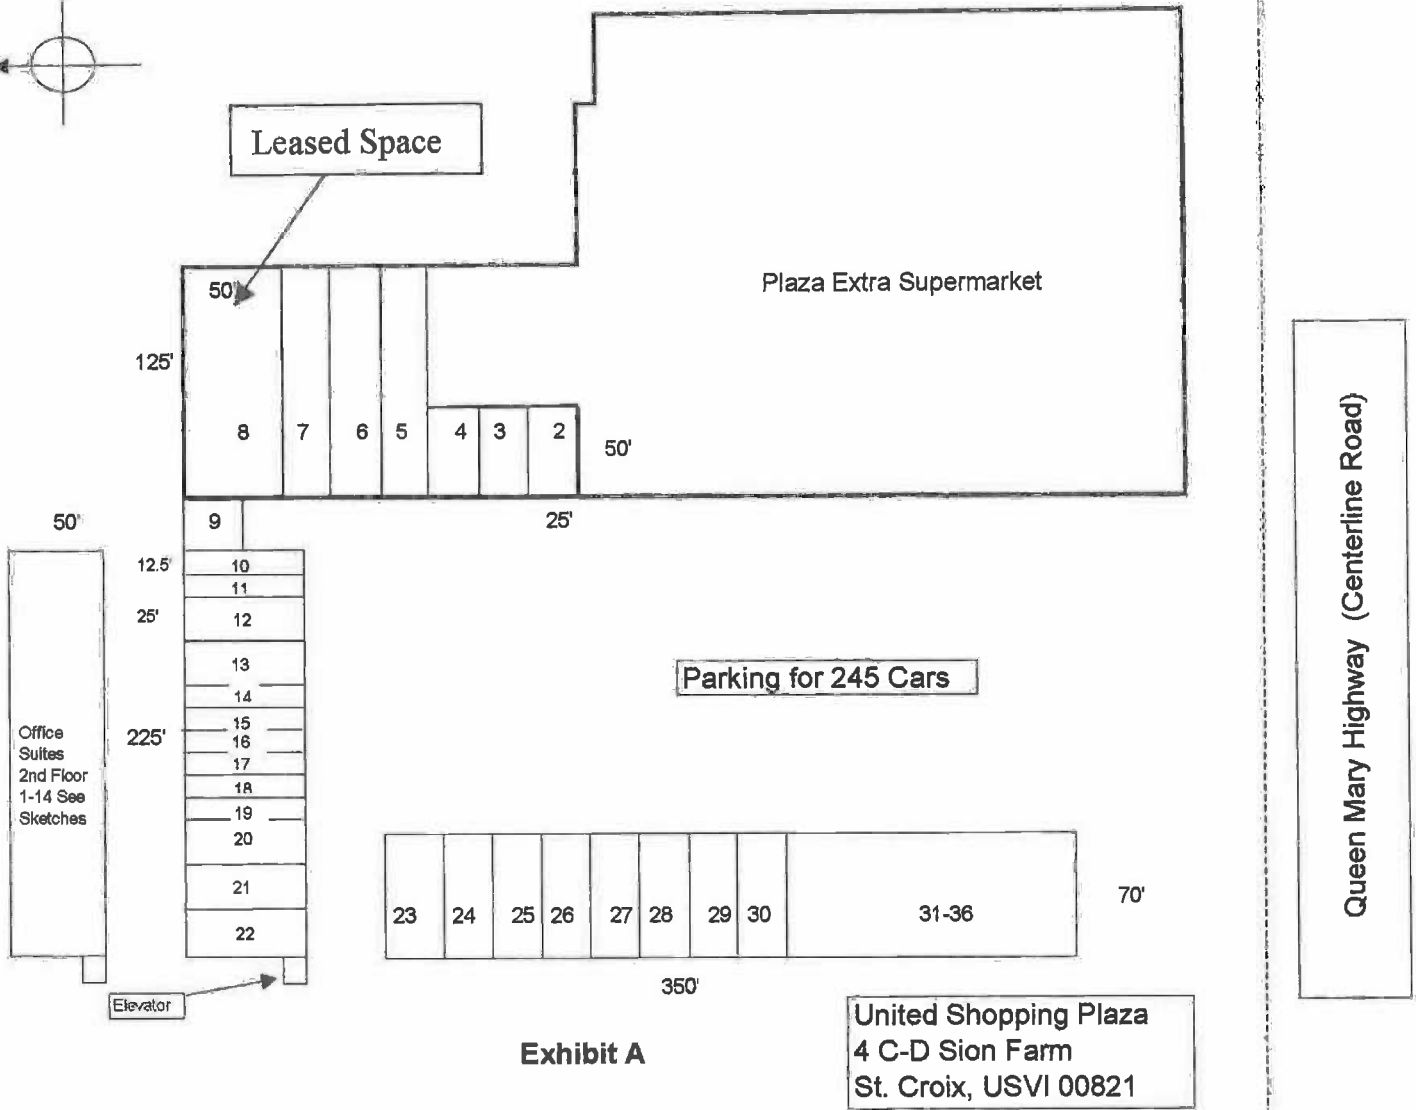 Leased Space
Plaza Extra Supermarket
50'
125'
8
7
6
5
4
3
2
50'
50'
9
25'
12.5'
10
11
25'
12
13
14
225'
15
16
17
18
19
20
21
22
Office
Suites
2nd Floor
1-14 See
Sketches
Parking for 245 Cars
Queen Mary Highway (Centerline Road)
23
24
25
26
27
28
29
30
31-36
70'
350'
Elevator
Exhibit A
United Shopping Plaza
4 C-D Sion Farm
St. Croix, USVI 00821